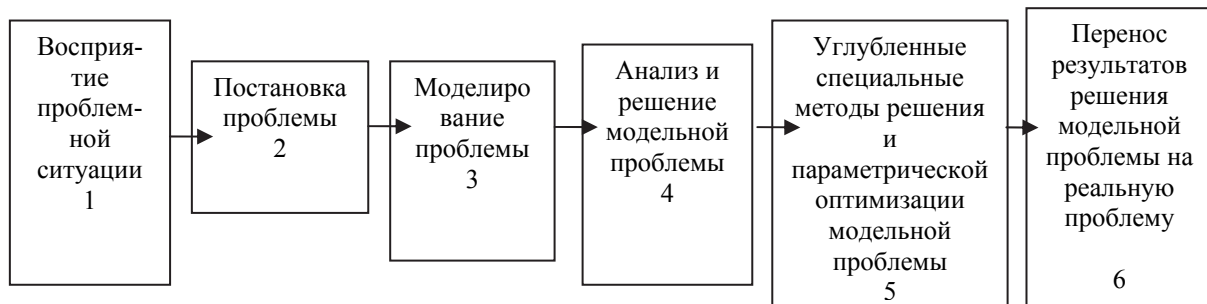 Восприя-
тие
проблем-
ной
ситуации
1
Постановка
проблемы
2
Моделиро
вание
проблемы
3
Анализ и
решение
модельной
проблемы
4
Углубленные
специальные
методы решения
и
параметрической
оптимизации
модельной
проблемы
5
Перенос
результатов
решения
модельной
проблемы на
реальную
проблему
6